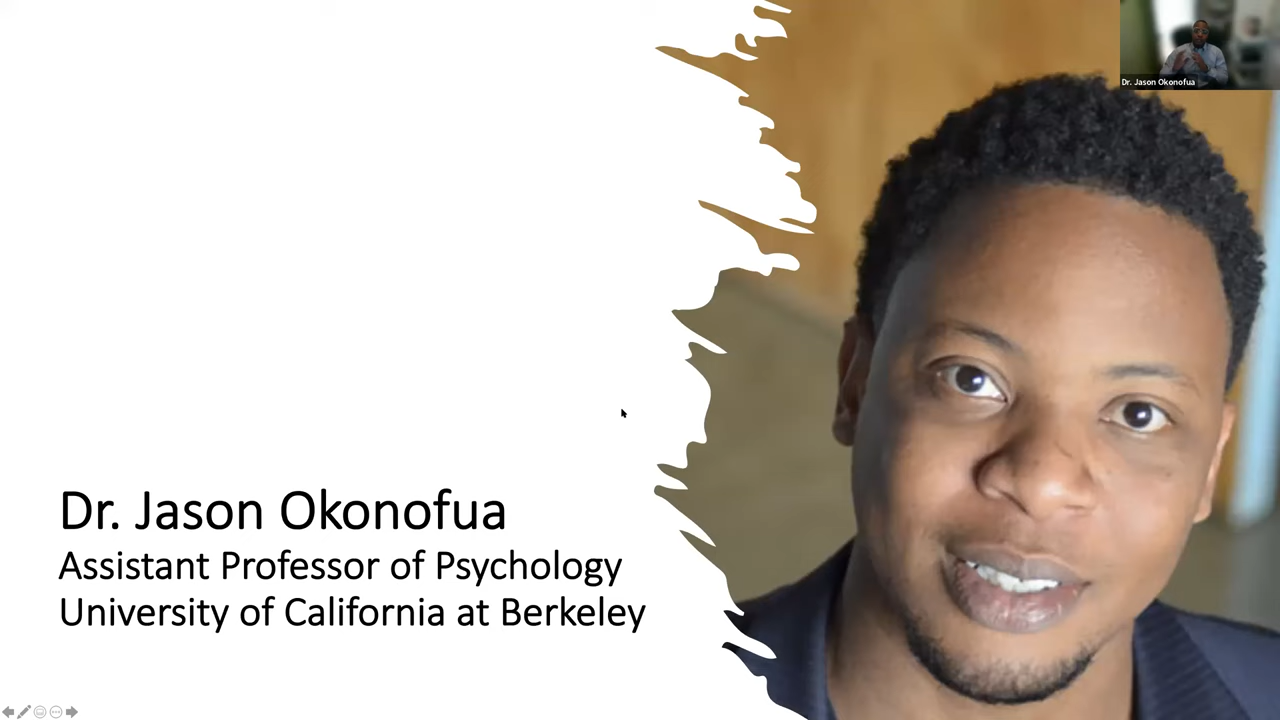 Dr. Jason Okonofua
Dr. Jason Okonofua
Assistant Professor of Psychology
University of California at Berkeley